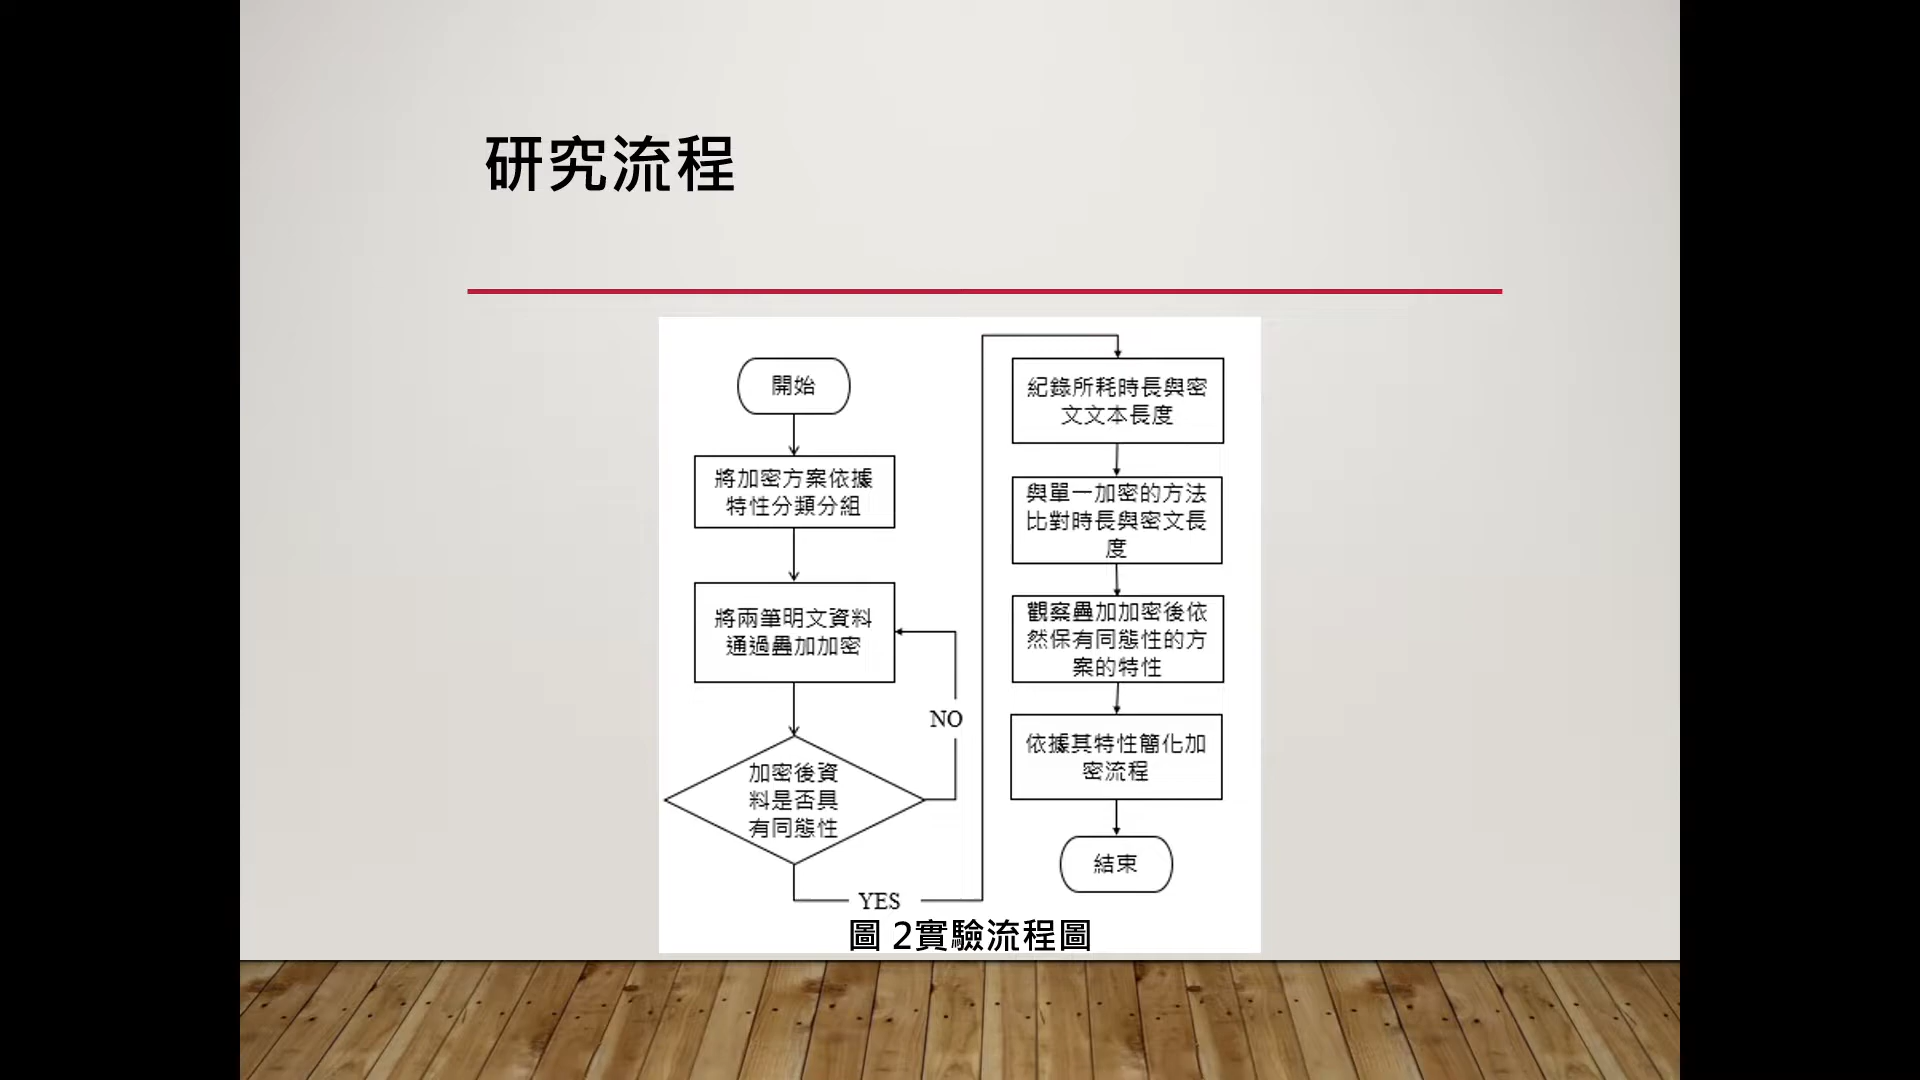 研究流程
開始
將加密方案依據
特性分類分組
將兩筆明文資料
通過疊加加密
NO
加密後資
料是否具
有同態性
YES
紀錄所耗時長與密
文文本長度
與單一加密的方法
比對時長與密文長
度
觀察疊加加密後依
然保有同態性的方
案的特性
依據其特性簡化加
密流程
結束
圖 2實驗流程圖